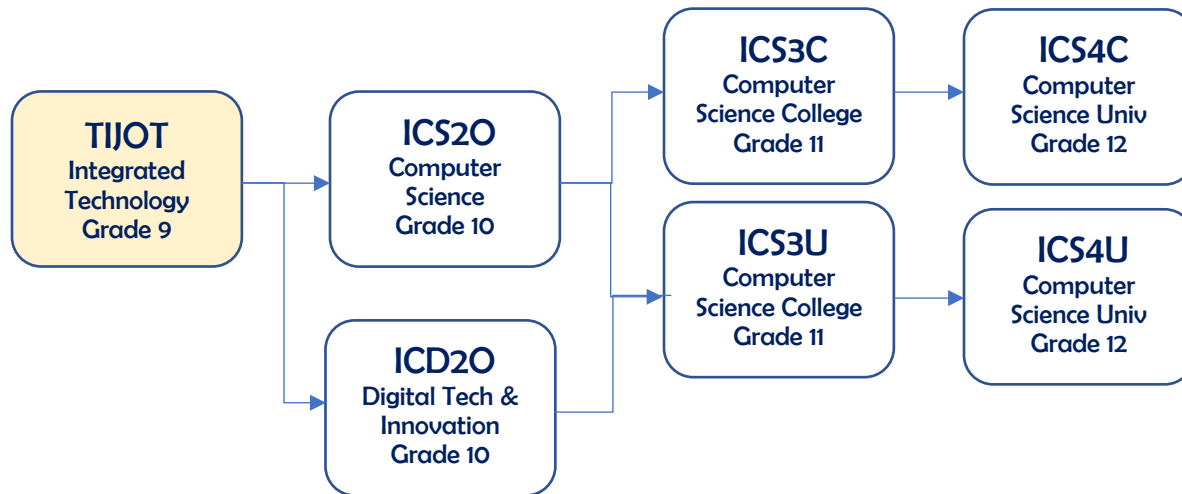 TIJOT
Integrated
Technology
Grade 9
ICS2O
Computer
Science
Grade 10
ICD2O
Digital Tech &
Innovation
Grade 10
ICS3C
Computer
Science College
Grade 11
ICS3U
Computer
Science College
Grade 11
ICS4C
Computer
Science Univ
Grade 12
ICS4U
Computer
Science Univ
Grade 12